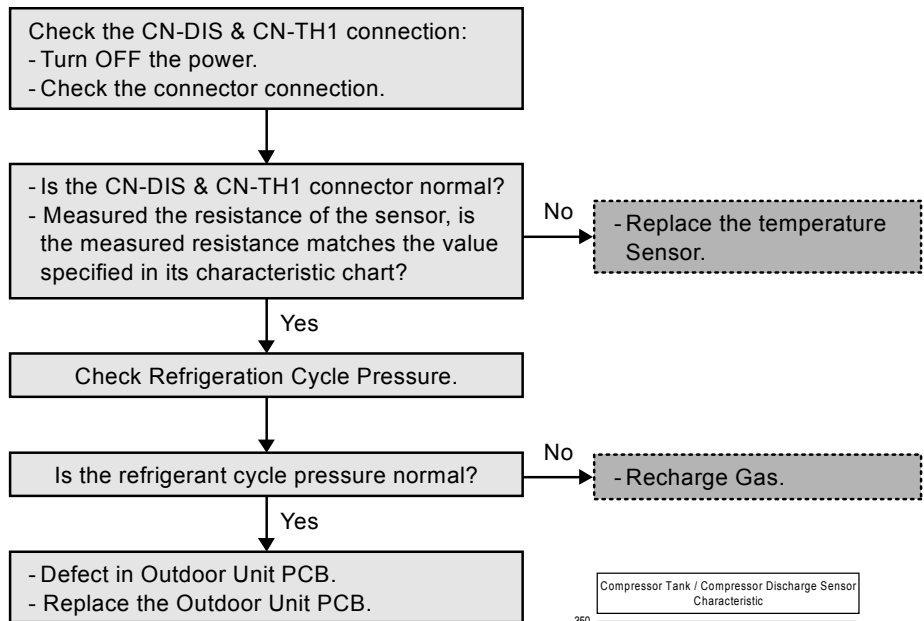 Check the CN-DIS & CN-TH1 connection:
- Turn OFF the power.
- Check the connector connection.
- Is the CN-DIS & CN-TH1 connector normal?
- Measured the resistance of the sensor, is
the measured resistance matches the value
specified in its characteristic chart?
No
- Replace the temperature
Sensor.
Yes
Check Refrigeration Cycle Pressure.
Is the refrigerant cycle pressure normal?
No
- Recharge Gas.
Yes
- Defect in Outdoor Unit PCB.
- Replace the Outdoor Unit PCB.
Compressor Tank / Compressor Discharge Sensor
Characteristic
350